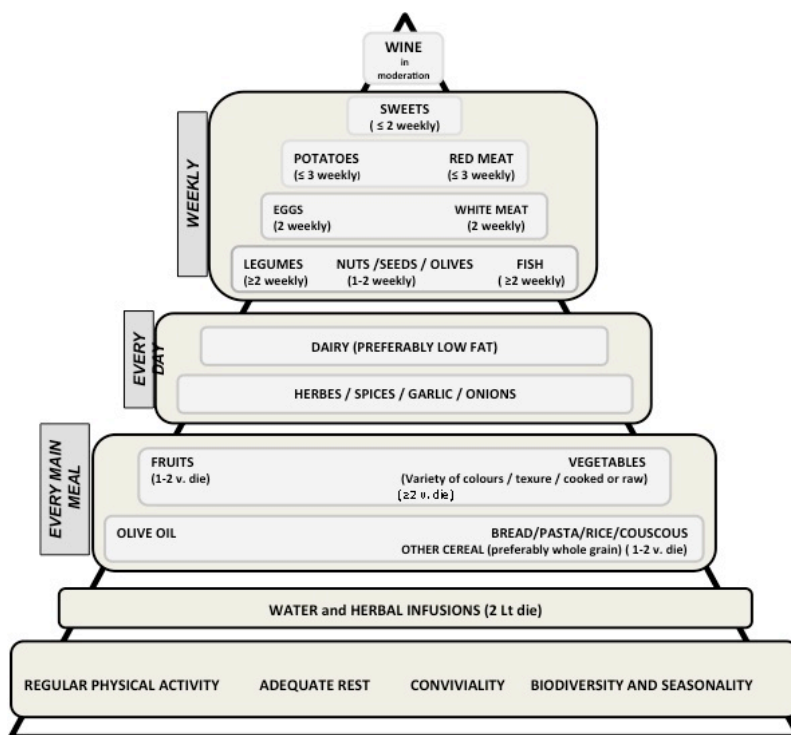 WINE
in
moderation
SWEETS
( ≤ 2 weekly)
POTATOES RED MEAT
(≤ 3 weekly) (≤ 3 weekly)
EGGS WHITE MEAT
(2 weekly) (2 weekly)
LEGUMES NUTS /SEEDS / OLIVES FISH
(≥2 weekly) (1-2 weekly) ( ≥2 weekly)
WEEKLY
DAIRY (PREFERABLY LOW FAT)
HERBES / SPICES / GARLIC / ONIONS
EVERY
DAY
FRUITS VEGETABLES
(1-2 v. die) (Variety of colours / texure / cooked or raw)
(≥2 v. die)
OLIVE OIL BREAD/PASTA/RICE/COUSCOUS
OTHER CEREAL (preferably whole grain) ( 1-2 v. die)
EVERY MAIN
MEAL
WATER and HERBAL INFUSIONS (2 Lt die)
REGULAR PHYSICAL ACTIVITY ADEQUATE REST CONVIVIALITY BIODIVERSITY AND SEASONALITY